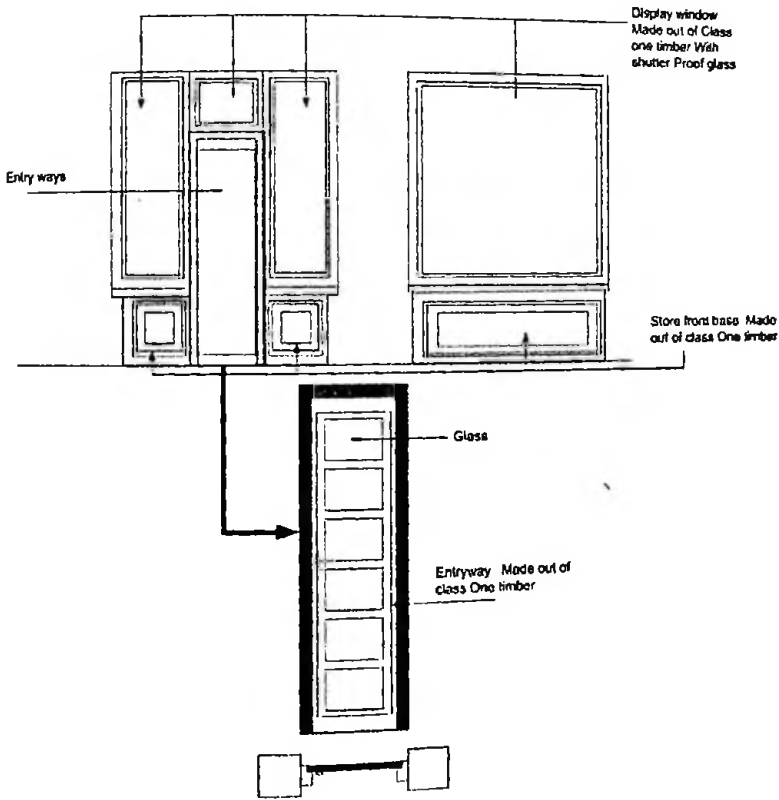 Display window
Made out of Class
one timber With
shutter Proof glass
Entry ways
Store front base Made
out of class One timber
Glass
Entryway Made out of
class One timber